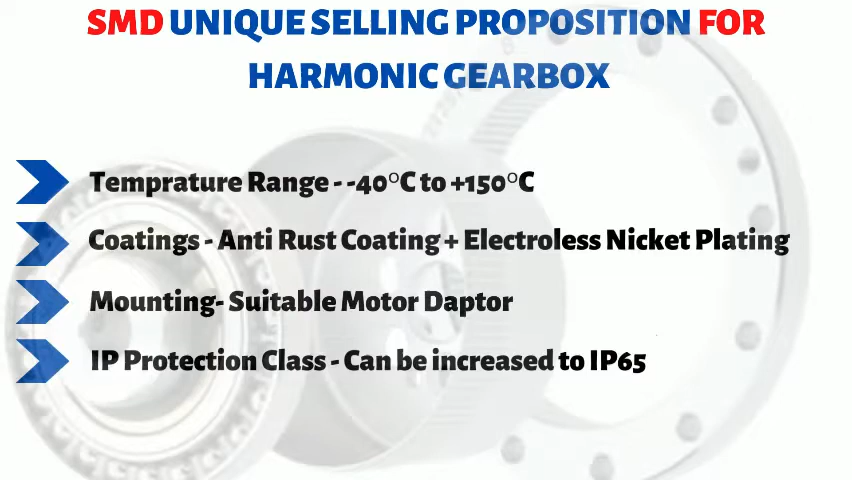 SMD UNIQUE SELLING PROPOSITION FOR
HARMONIC GEARBOX
Temprature Range - -40°C to +150°C
Coatings - Anti Rust Coating + Electroless Nicket Plating
Mounting- Suitable Motor Daptor
IP Protection Class - Can be increased to IP65